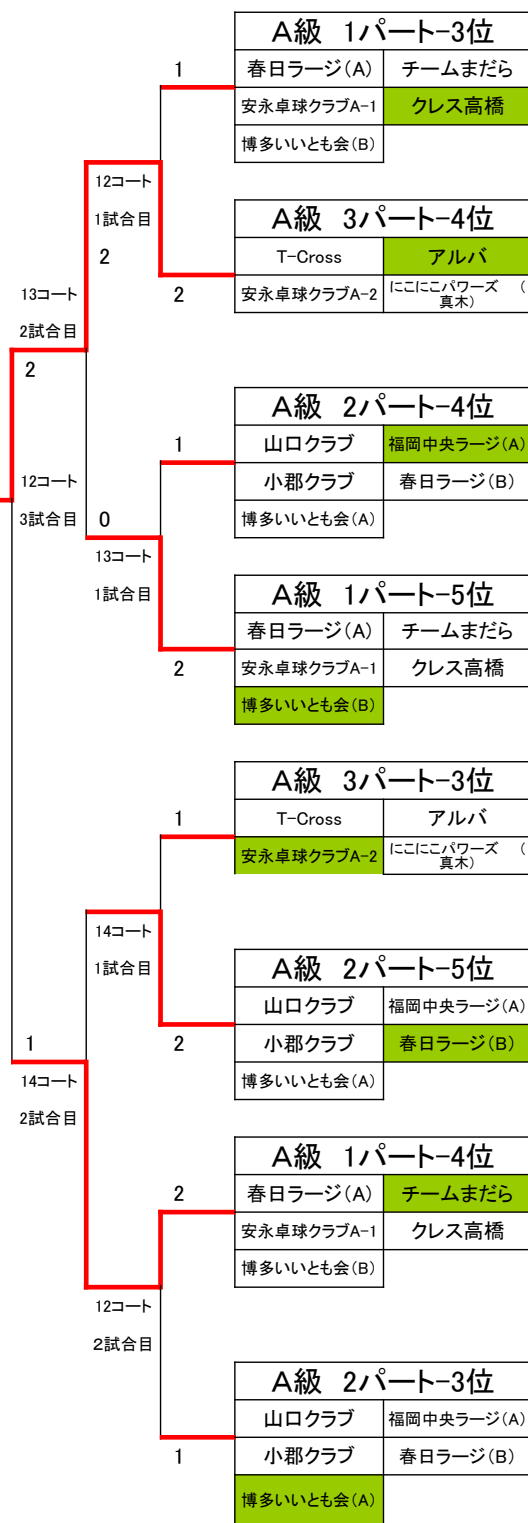 A級 1パート-3位
1
春日ラージ(A) チームまだら
安永卓球クラブA-1 クレス高橋
博多いいとも会(B)
12コート
1試合目
2
A級 3パート-4位
T-Cross アルバ
2
安永卓球クラブA-2 にこにこパワーズ (
真木)
13コート
2試合目
2
A級 2パート-4位
1
山口クラブ 福岡中央ラージ(A)
小郡クラブ 春日ラージ(B)
博多いいとも会(A)
12コート
3試合目
0
13コート
1試合目
A級 1パート-5位
春日ラージ(A) チームまだら
2
安永卓球クラブA-1 クレス高橋
博多いいとも会(B)
A級 3パート-3位
1
T-Cross アルバ
安永卓球クラブA-2 にこにこパワーズ (
真木)
14コート
1試合目
A級 2パート-5位
山口クラブ 福岡中央ラージ(A)
2
小郡クラブ 春日ラージ(B)
博多いいとも会(A)
1
14コート
2試合目
A級 1パート-4位
2
春日ラージ(A) チームまだら
安永卓球クラブA-1 クレス高橋
博多いいとも会(B)
12コート
2試合目
A級 2パート-3位
山口クラブ 福岡中央ラージ(A)
1
小郡クラブ 春日ラージ(B)
博多いいとも会(A)